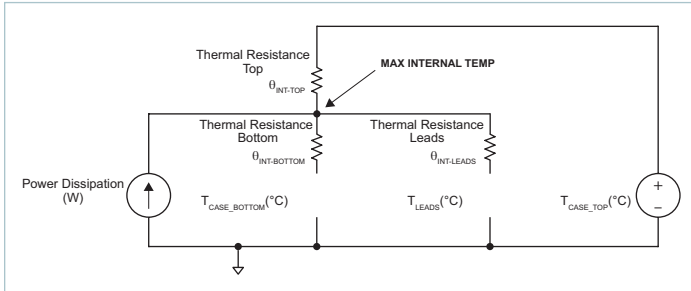 Thermal Resistance
Top
θINT-TOP
MAX INTERNAL TEMP
Thermal Resistance
Bottom
θINT-BOTTOM
Thermal Resistance
Leads
θINT-LEADS
Power Dissipation
(W)
TCASE_BOTTOM(°C)
TLEADS(°C)
TCASE_TOP(°C)
+
–